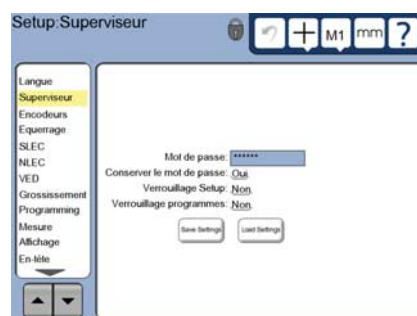 Setup:Superviseur
M1
mm
?
Langue
Superviseur
Encodeurs
Equerrage
SLEC
NLEC
VED
Grossissement
Programming
Mesure
Affichage
En-tête
Mot de passe: ******
Conserver le mot de passe: Oui
Verrouillage Setup: Non
Verrouillage programmes: Non
Save Settings
Load Settings